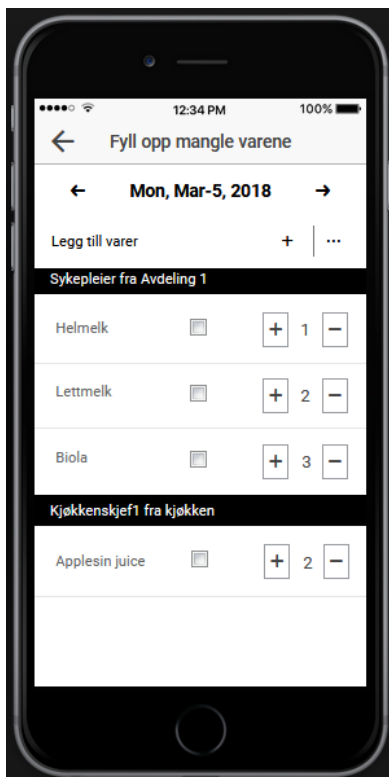 12:34 PM 100%
Fyll opp mangle varene
← Mon, Mar-5, 2018 →
Legg till varer + ...
Sykepleier fra Avdeling 1
Helmelk + 1 −
Lettmelk + 2 −
Biola + 3 −
Kjøkkenskjef1 fra kjøkken
Applesin juice + 2 −